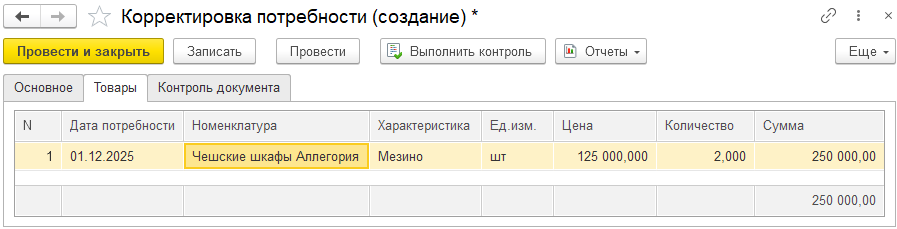 Корректировка потребности (создание) *
Провести и закрыть Записать Провести Выполнить контроль Отчеты Еще
Основное Товары Контроль документа
N Дата потребности Номенклатура Характеристика Ед.изм. Цена Количество Сумма
1 01.12.2025 Чешские шкафы Аллегория Мезино шт 125 000,000 2,000 250 000,00
250 000,00